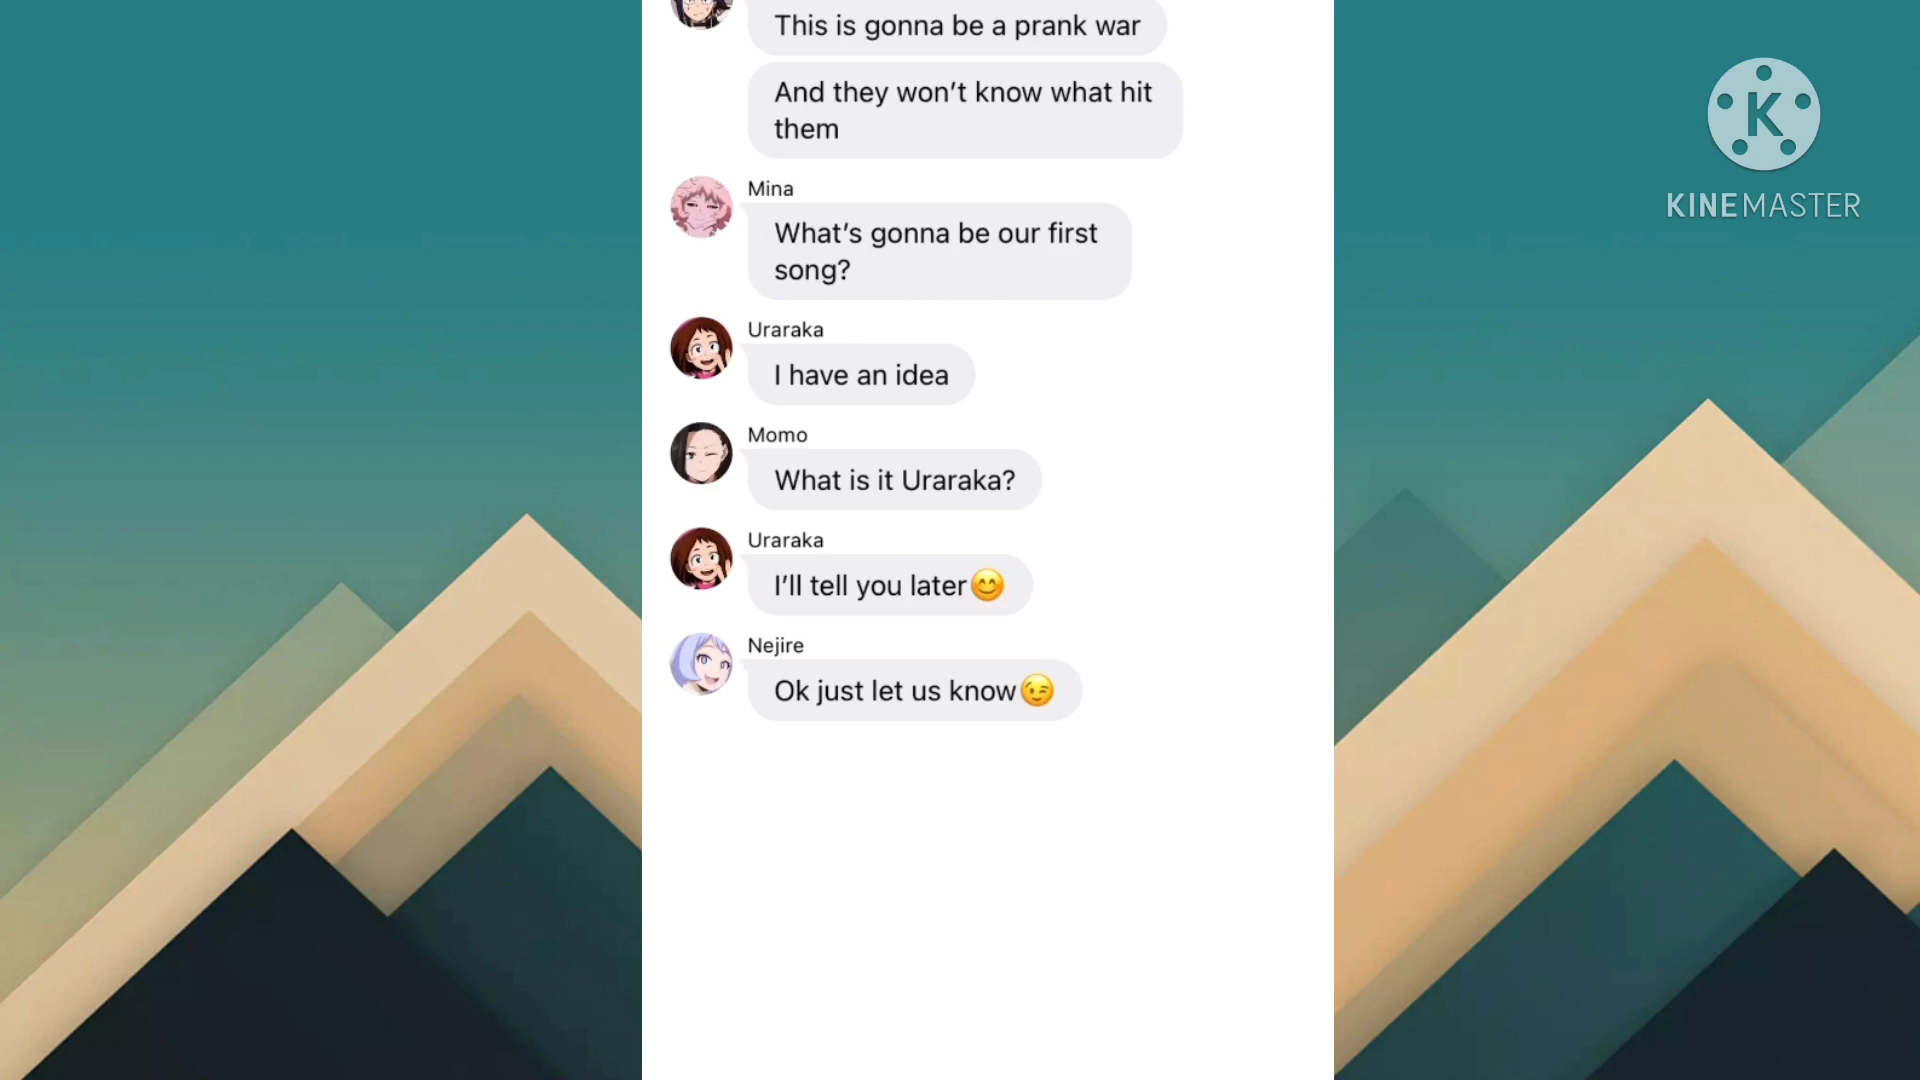 This is gonna be a prank war
And they won’t know what hit
them
Mina
What’s gonna be our first
song?
Uraraka
I have an idea
Momo
What is it Uraraka?
Uraraka
I’ll tell you later😊
Nejire
Ok just let us know😉
K
KINEMASTER